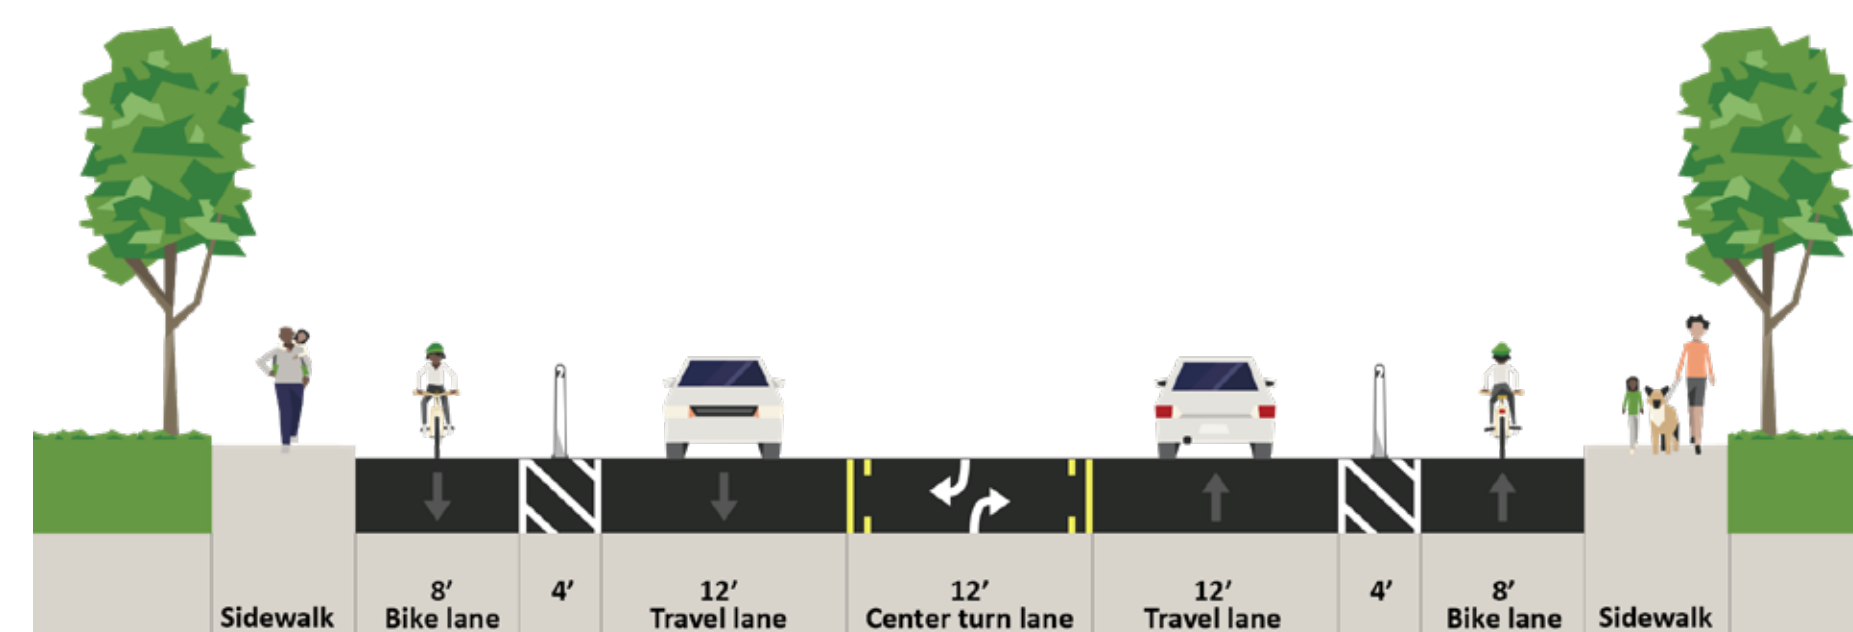 8′ 4′ 12′ 12′ 12′ 4′ 8′
Sidewalk Bike lane Travel lane Center turn lane Travel lane Bike lane Sidewalk